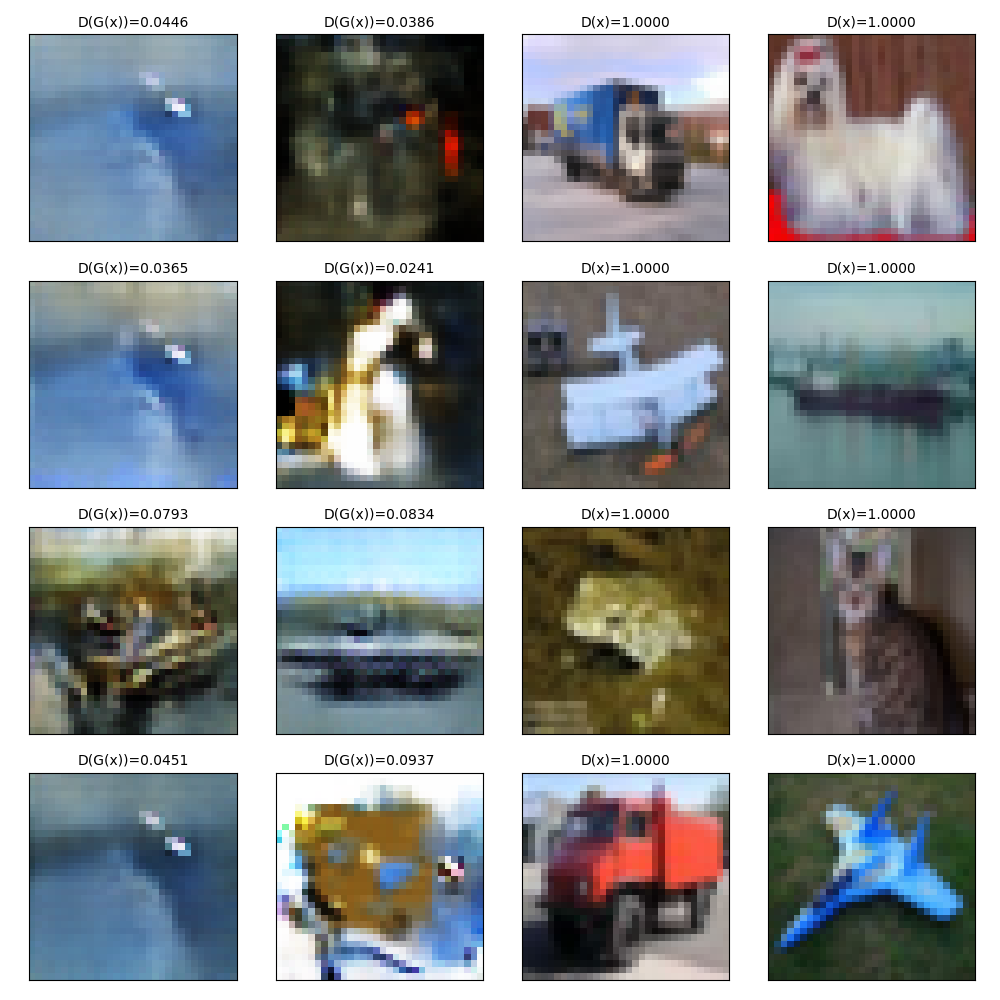 D(G(x))=0.0446 D(G(x))=0.0386 D(x)=1.0000 D(x)=1.0000
D(G(x))=0.0365 D(G(x))=0.0241 D(x)=1.0000 D(x)=1.0000
D(G(x))=0.0793 D(G(x))=0.0834 D(x)=1.0000 D(x)=1.0000
D(G(x))=0.0451 D(G(x))=0.0937 D(x)=1.0000 D(x)=1.0000